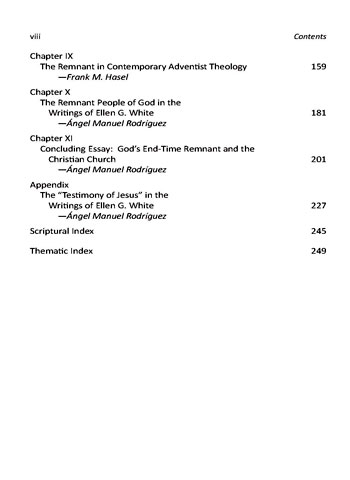 viii Contents
Chapter IX
The Remnant in Contemporary Adventist Theology 159
—Frank M. Hasel
Chapter X
The Remnant People of God in the
Writings of Ellen G. White 181
—Ángel Manuel Rodríguez
Chapter XI
Concluding Essay: God's End-Time Remnant and the
Christian Church 201
—Ángel Manuel Rodríguez
Appendix
The “Testimony of Jesus” in the
Writings of Ellen G. White 227
—Ángel Manuel Rodríguez
Scriptural Index 245
Thematic Index 249